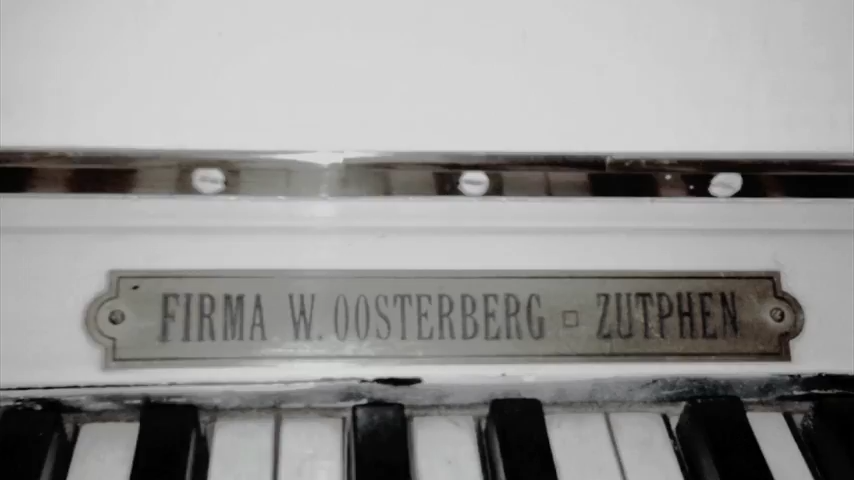 FIRMA W. OOSTERBERG ▫ ZUTPHEN